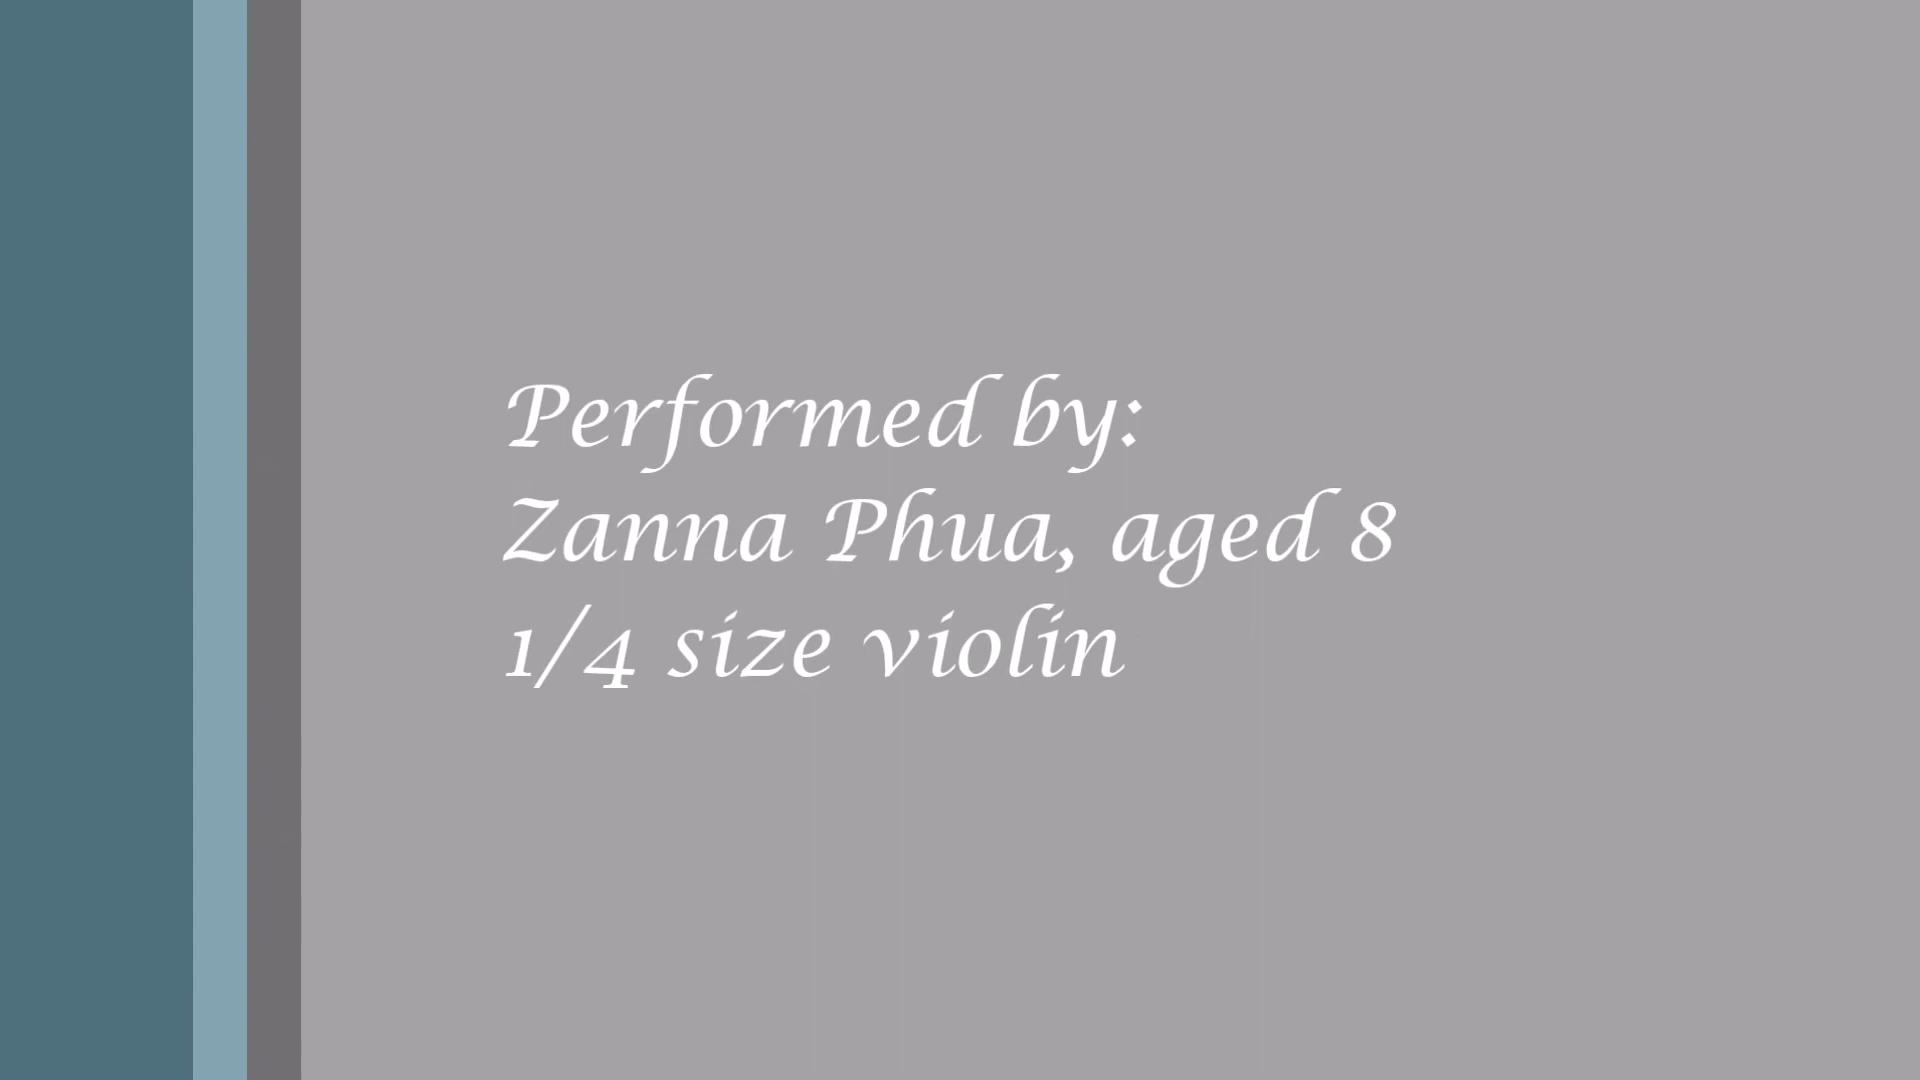 Performed by:
Zanna Phua, aged 8
1/4 size violin